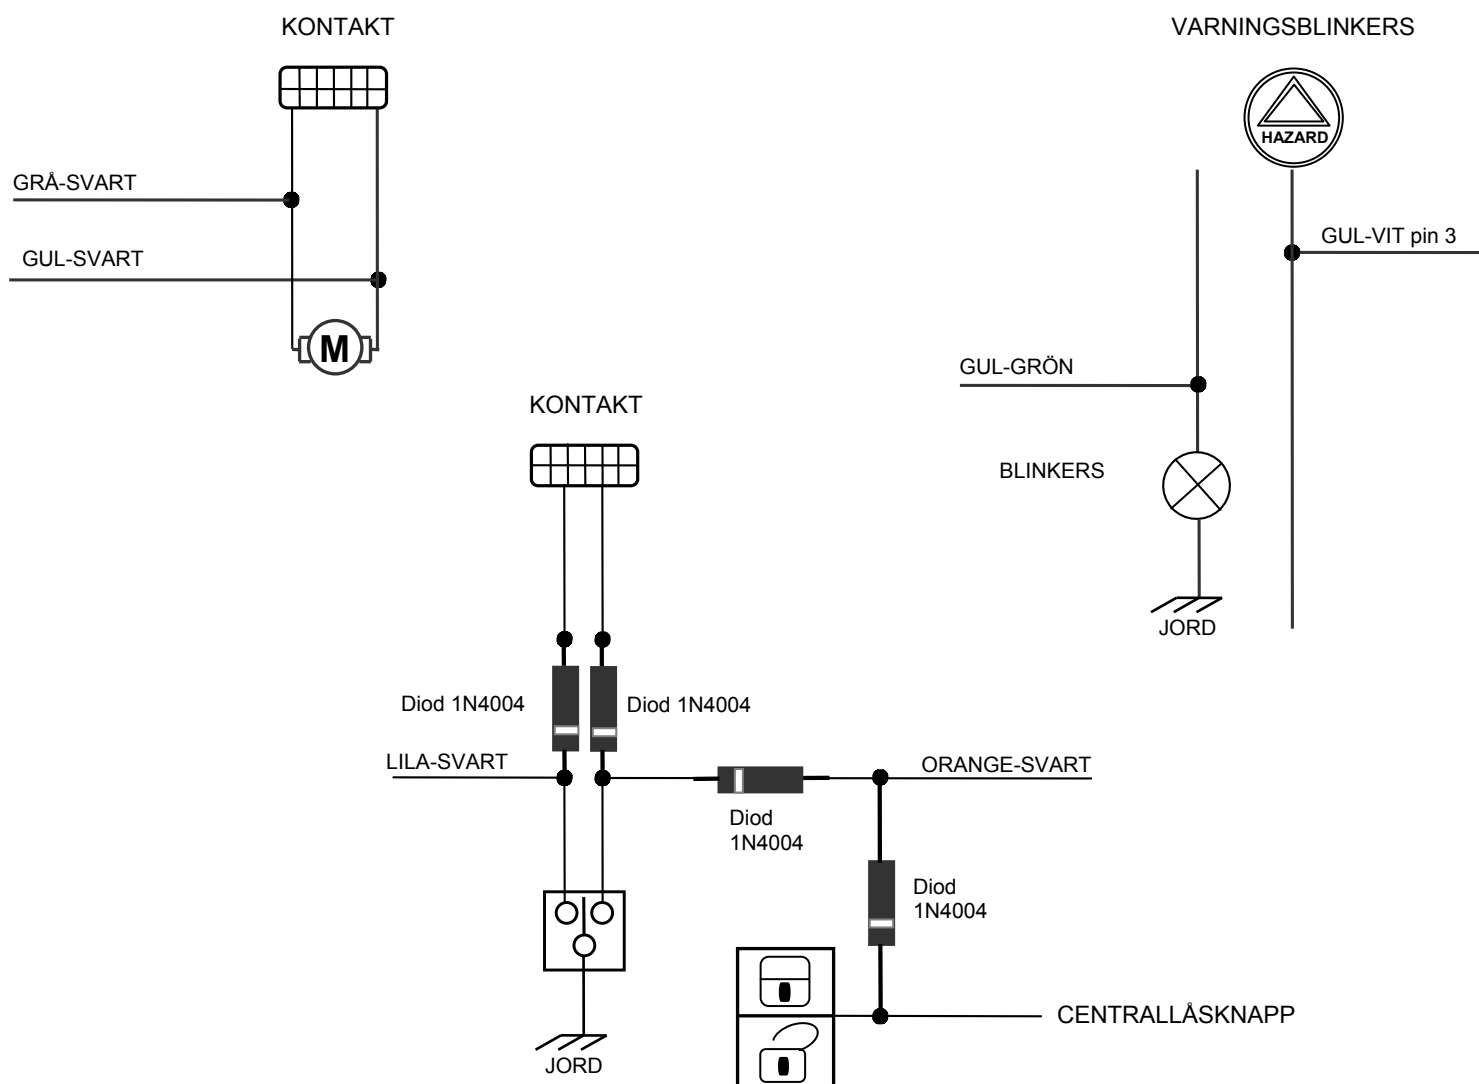 KONTAKT
VARNINGSBLINKERS
HAZARD
GRÅ-SVART
GUL-VIT pin 3
GUL-SVART
M
GUL-GRÖN
KONTAKT
BLINKERS
JORD
Diod 1N4004
Diod 1N4004
LILA-SVART
ORANGE-SVART
Diod
1N4004
Diod
1N4004
CENTRALLÅSKNAPP
JORD